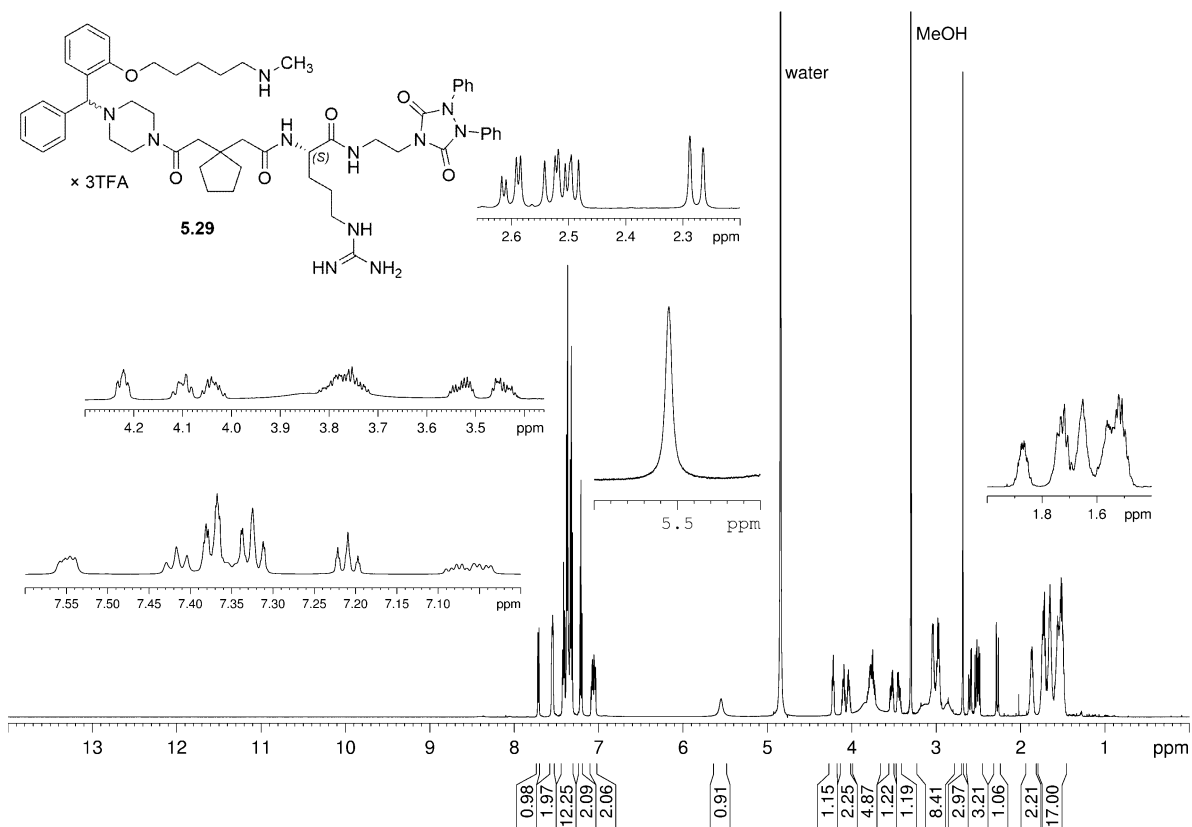 MeOH
water
O
N
H
CH3
N
N
O
O
H
N
(S)
O
N
H
O
N
N
N
Ph
Ph
O
NH
HN
NH2
× 3TFA
5.29
2.6 2.5 2.4 2.3 ppm
4.2 4.1 4.0 3.9 3.8 3.7 3.6 3.5 ppm
5.5 ppm
1.8 1.6 ppm
7.55 7.50 7.45 7.40 7.35 7.30 7.25 7.20 7.15 7.10 ppm
13 12 11 10 9 8 7 6 5 4 3 2 1 ppm
0.98 1.97 12.25 2.09 2.06 0.91 1.15 2.25 4.87 1.22 1.19 8.41 2.97 3.21 1.06 2.21 17.00